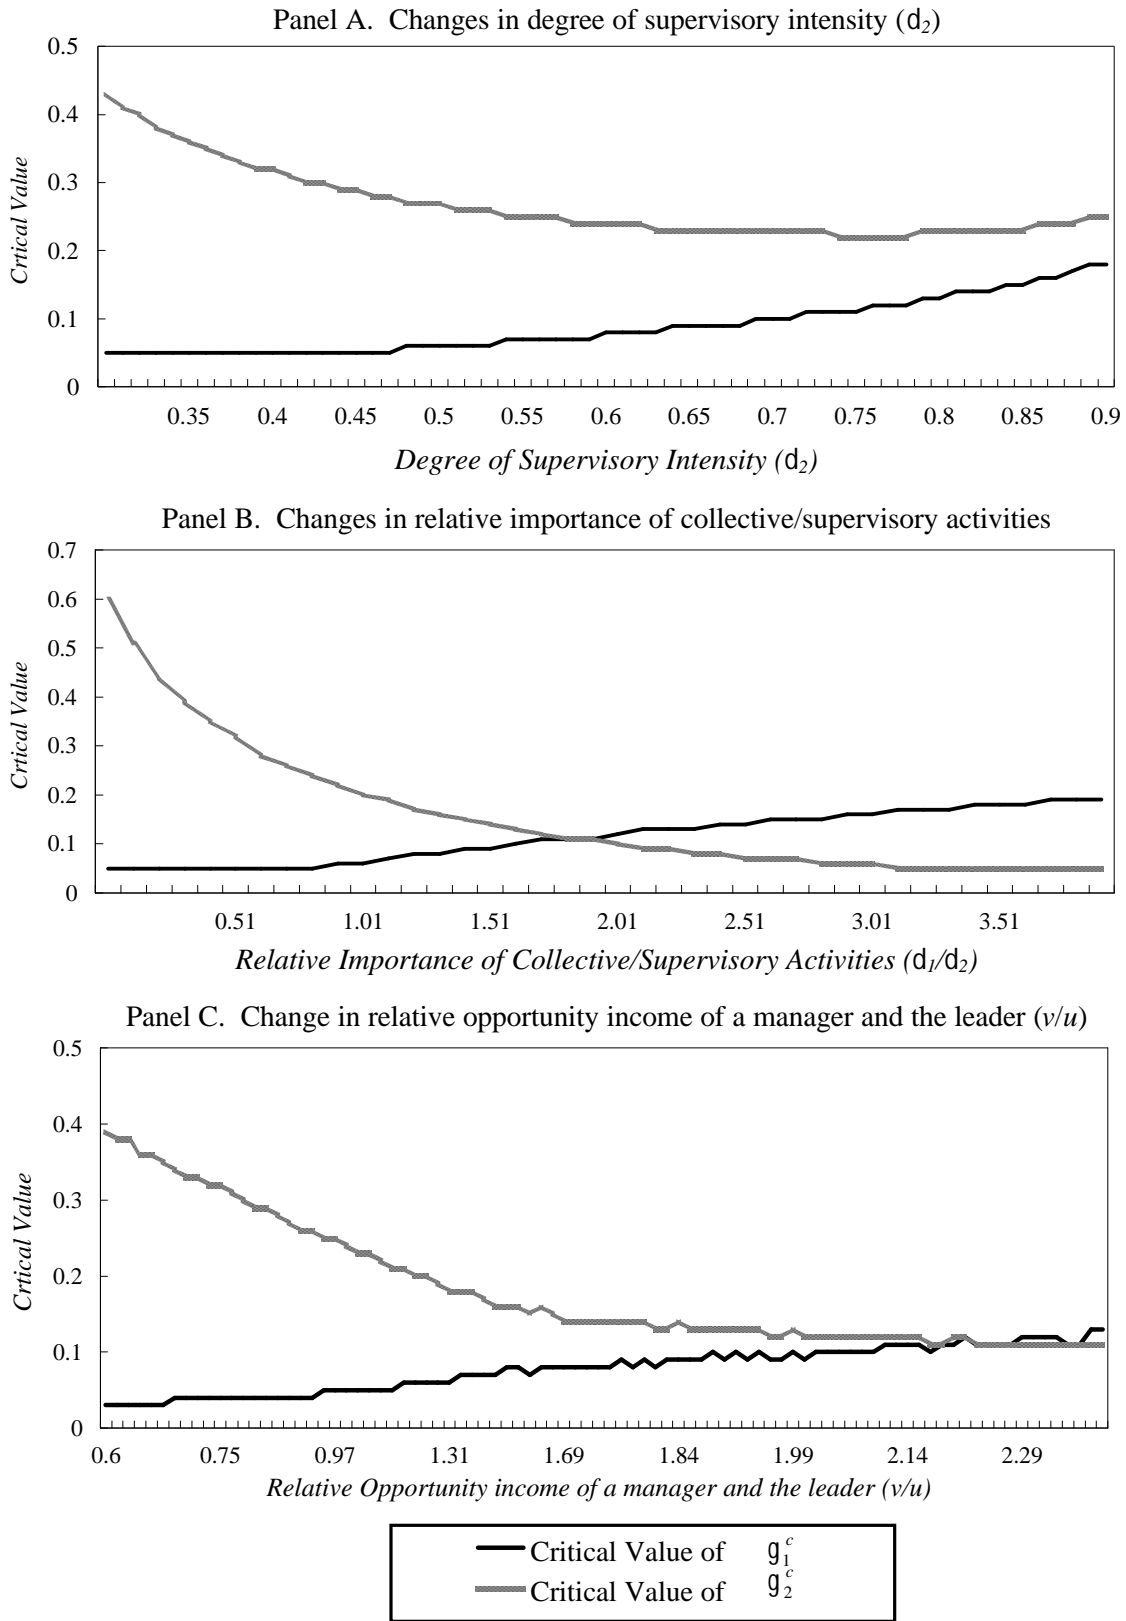 Panel A. Changes in degree of supervisory intensity (d2)
0.5
0.4
0.3
0.2
0.1
0
Crtical Value
0.35 0.4 0.45 0.5 0.55 0.6 0.65 0.7 0.75 0.8 0.85 0.9
Degree of Supervisory Intensity (d2)
Panel B. Changes in relative importance of collective/supervisory activities
0.7
0.6
0.5
0.4
0.3
0.2
0.1
0
Crtical Value
0.51 1.01 1.51 2.01 2.51 3.01 3.51
Relative Importance of Collective/Supervisory Activities (d1/d2)
Panel C. Change in relative opportunity income of a manager and the leader (v/u)
0.5
0.4
0.3
0.2
0.1
0
Crtical Value
0.6 0.75 0.97 1.31 1.69 1.84 1.99 2.14 2.29
Relative Opportunity income of a manager and the leader (v/u)
Critical Value of g1c
Critical Value of g2c